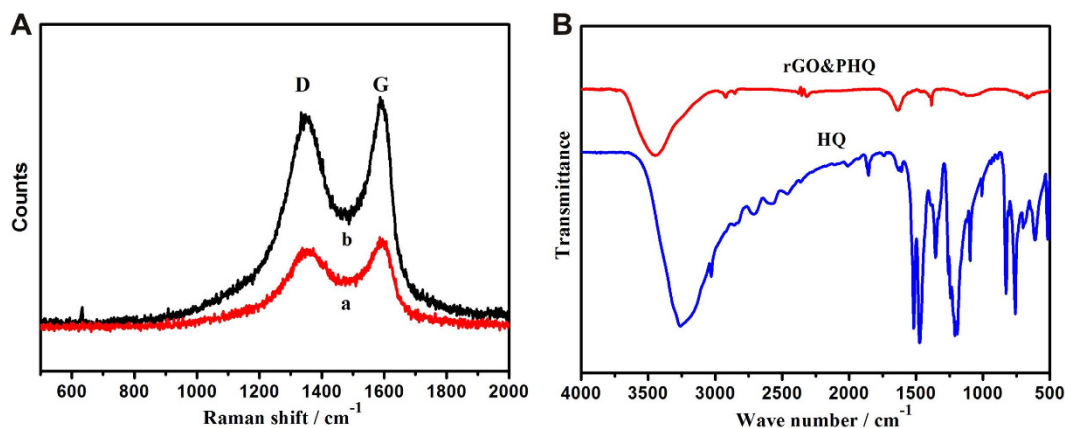 A
D
G
b
a
Counts
600 800 1000 1200 1400 1600 1800 2000
Raman shift / cm⁻¹
B
rGO&PHQ
HQ
Transmittance
4000 3500 3000 2500 2000 1500 1000 500
Wave number / cm⁻¹